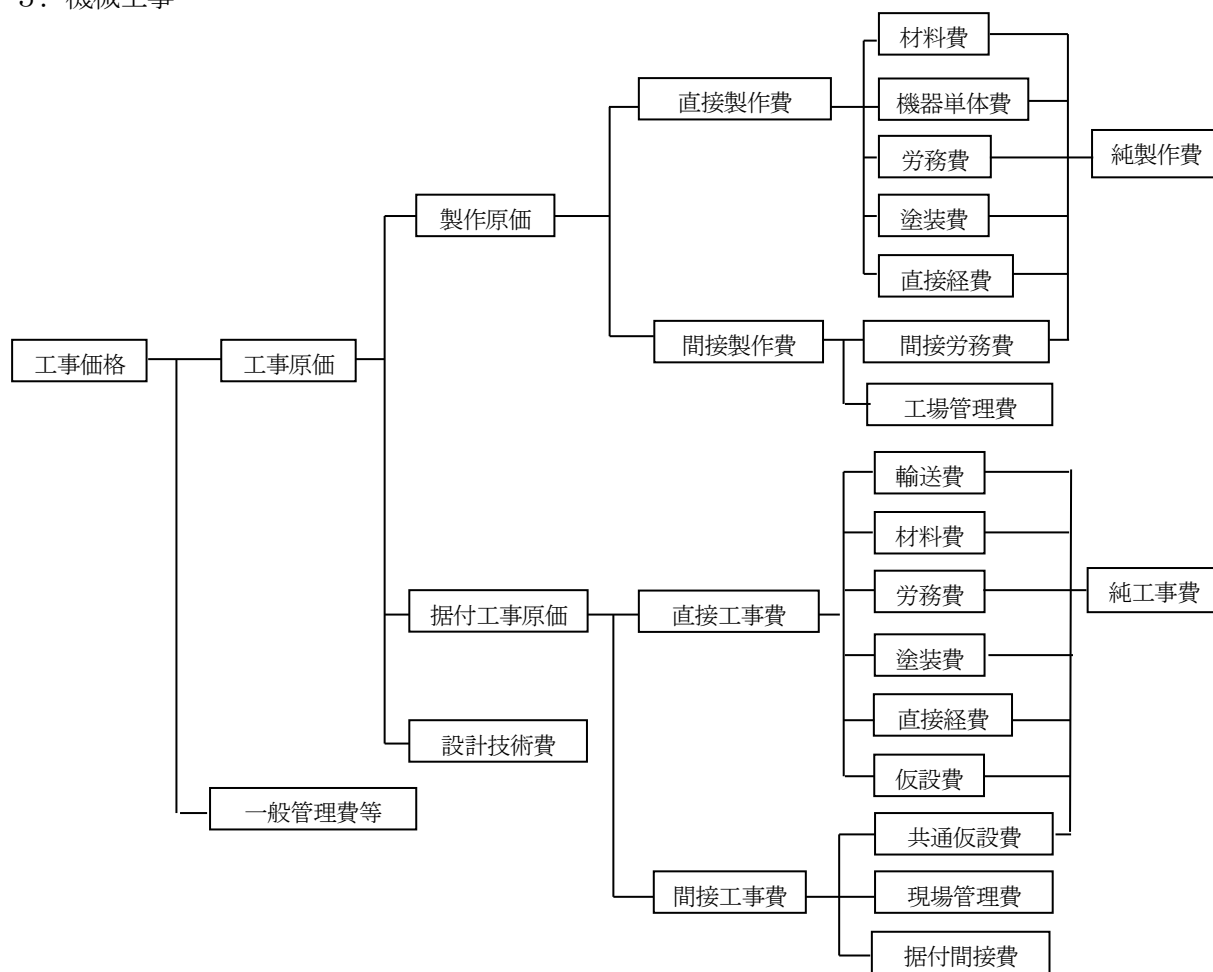 3．機械工事
材料費
直接製作費
機器単体費
労務費
純製作費
製作原価
塗装費
直接経費
間接製作費
間接労務費
工事価格
工事原価
工場管理費
輸送費
材料費
据付工事原価
直接工事費
労務費
純工事費
塗装費
直接経費
設計技術費
仮設費
一般管理費等
共通仮設費
間接工事費
現場管理費
据付間接費